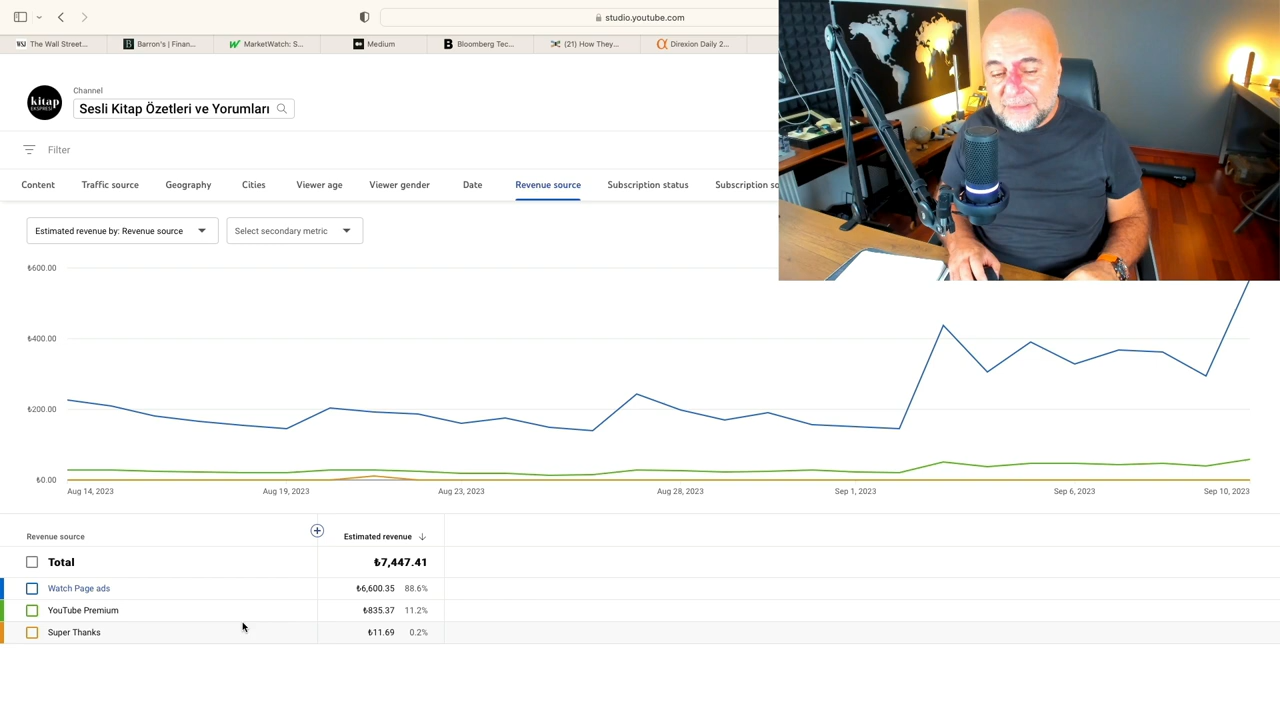 studio.youtube.com
WSJ The Wall Street...
B Barron's | Finan...
MarketWatch: S...
Medium
B Bloomberg Tec...
(21) How They...
α Direxion Daily 2...
kitap
EKSPRESİ
Channel
Sesli Kitap Özetleri ve Yorumları
Filter
Content
Traffic source
Geography
Cities
Viewer age
Viewer gender
Date
Revenue source
Subscription status
Subscription so
Estimated revenue by: Revenue source
Select secondary metric
₺600.00
₺400.00
₺200.00
₺0.00
Aug 14, 2023
Aug 19, 2023
Aug 23, 2023
Aug 28, 2023
Sep 1, 2023
Sep 6, 2023
Sep 10, 2023
Revenue source
Estimated revenue
Total ₺7,447.41
Watch Page ads ₺6,600.35 88.6%
YouTube Premium ₺835.37 11.2%
Super Thanks ₺11.69 0.2%